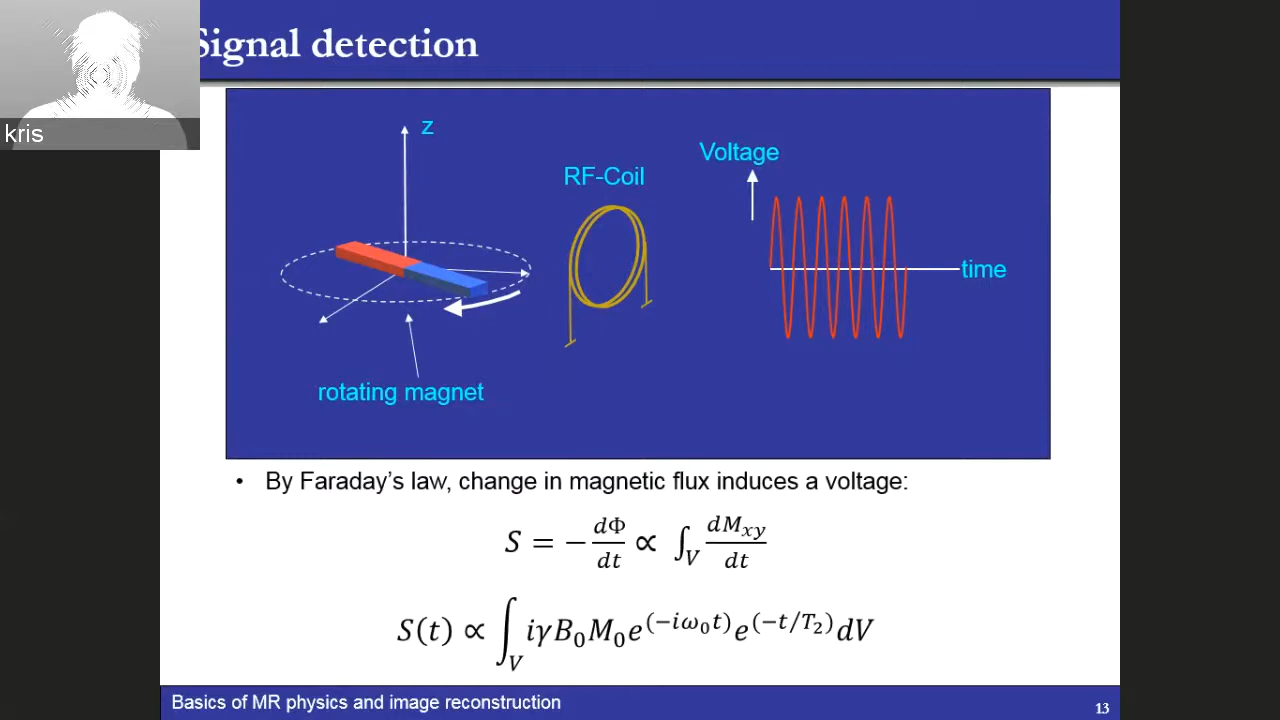 Signal detection
kris
z
RF-Coil
Voltage
time
rotating magnet
• By Faraday's law, change in magnetic flux induces a voltage:
S = −dΦ/dt ∝ ∫_V dM_xy/dt
S(t) ∝ ∫_V iγB₀M₀e^(−iω₀t) e^(−t/T₂) dV
Basics of MR physics and image reconstruction
13